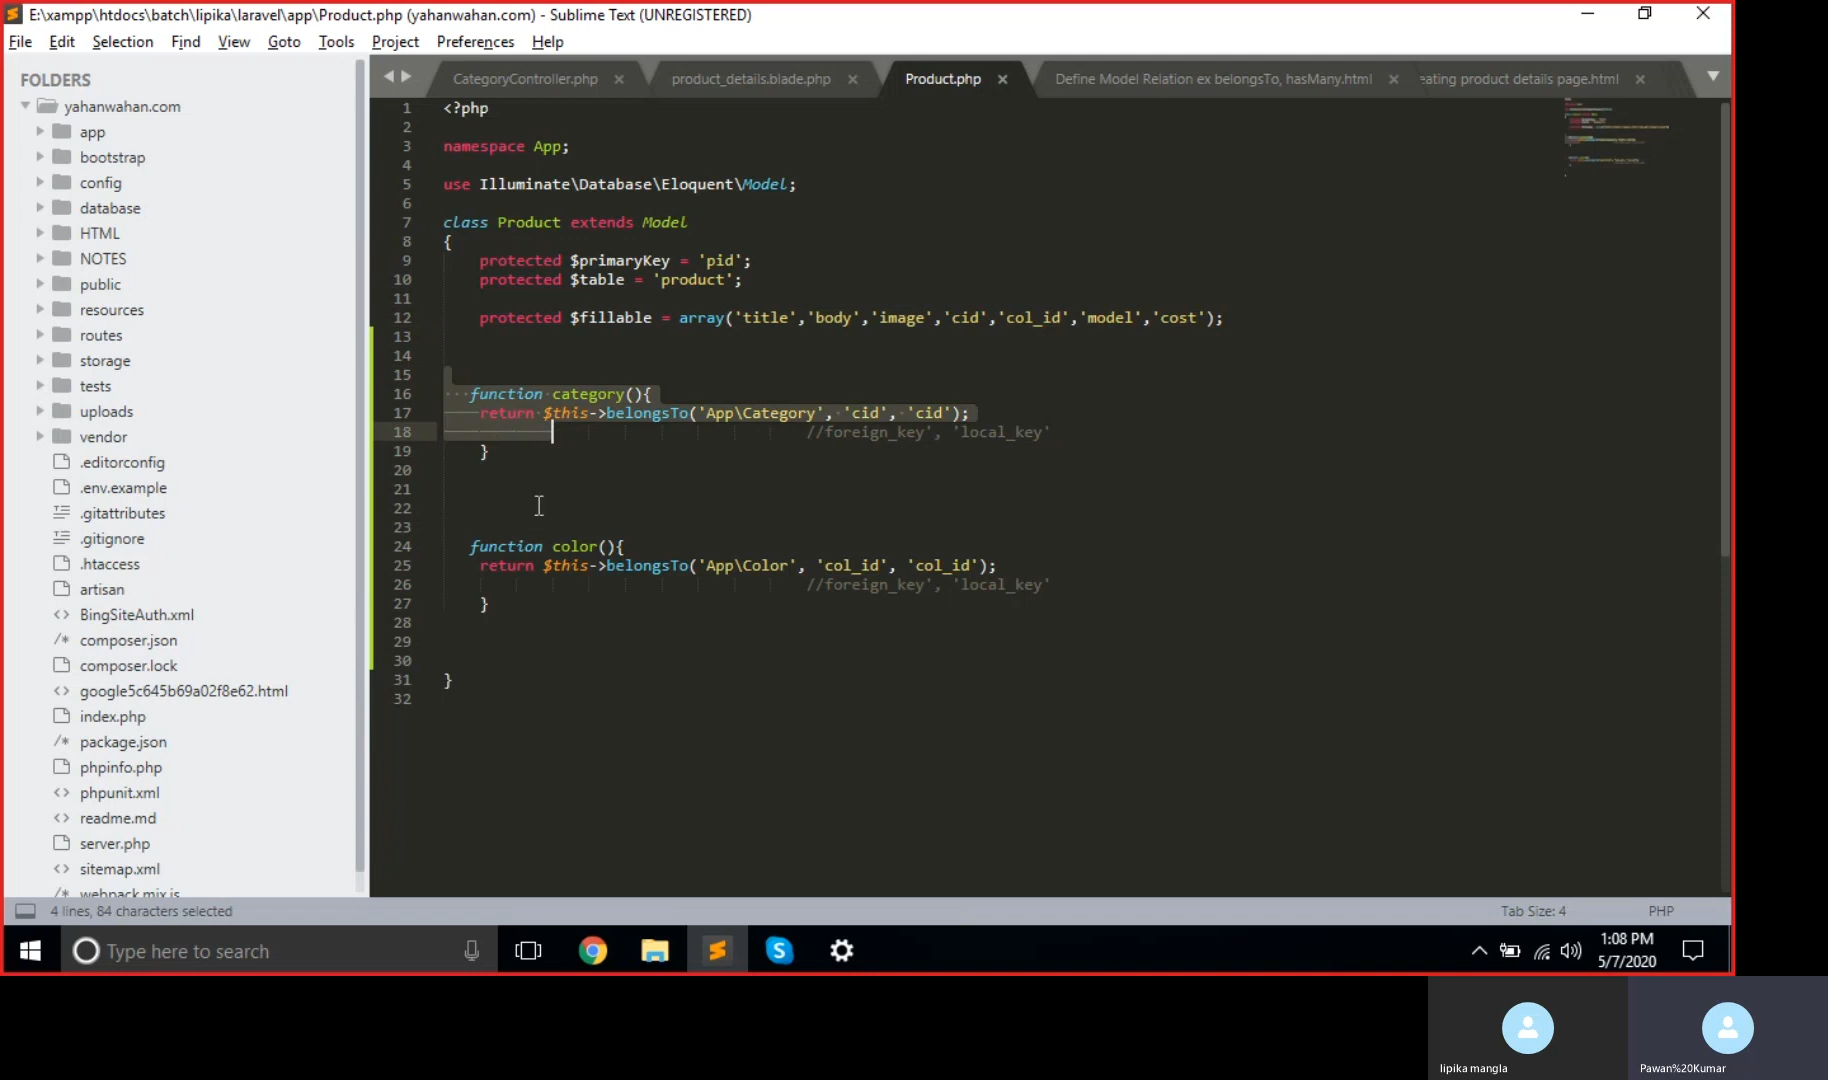 E:\xampp\htdocs\batch\lipika\laravel\app\Product.php (yahanwahan.com) - Sublime Text (UNREGISTERED)
File Edit Selection Find View Goto Tools Project Preferences Help
FOLDERS
yahanwahan.com
app
bootstrap
config
database
HTML
NOTES
public
resources
routes
storage
tests
uploads
vendor
.editorconfig
.env.example
.gitattributes
.gitignore
.htaccess
artisan
BingSiteAuth.xml
composer.json
composer.lock
google5c645b69a02f8e62.html
index.php
package.json
phpinfo.php
phpunit.xml
readme.md
server.php
sitemap.xml
webpack.mix.js
CategoryController.php
product_details.blade.php
Product.php
Define Model Relation ex belongsTo, hasMany.html
eating product details page.html
1 <?php
2
3 namespace App;
4
5 use Illuminate\Database\Eloquent\Model;
6
7 class Product extends Model
8 {
9 protected $primaryKey = 'pid';
10 protected $table = 'product';
11
12 protected $fillable = array('title','body','image','cid','col_id','model','cost');
13
14
15
16 function category(){
17 return $this->belongsTo('App\Category', 'cid', 'cid');
18 //foreign_key', 'local_key'
19 }
20
21
22
23
24 function color(){
25 return $this->belongsTo('App\Color', 'col_id', 'col_id');
26 //foreign_key', 'local_key'
27 }
28
29
30
31 }
32
4 lines, 84 characters selected
Tab Size: 4
PHP
Type here to search
1:08 PM
5/7/2020
lipika mangla
Pawan%20Kumar